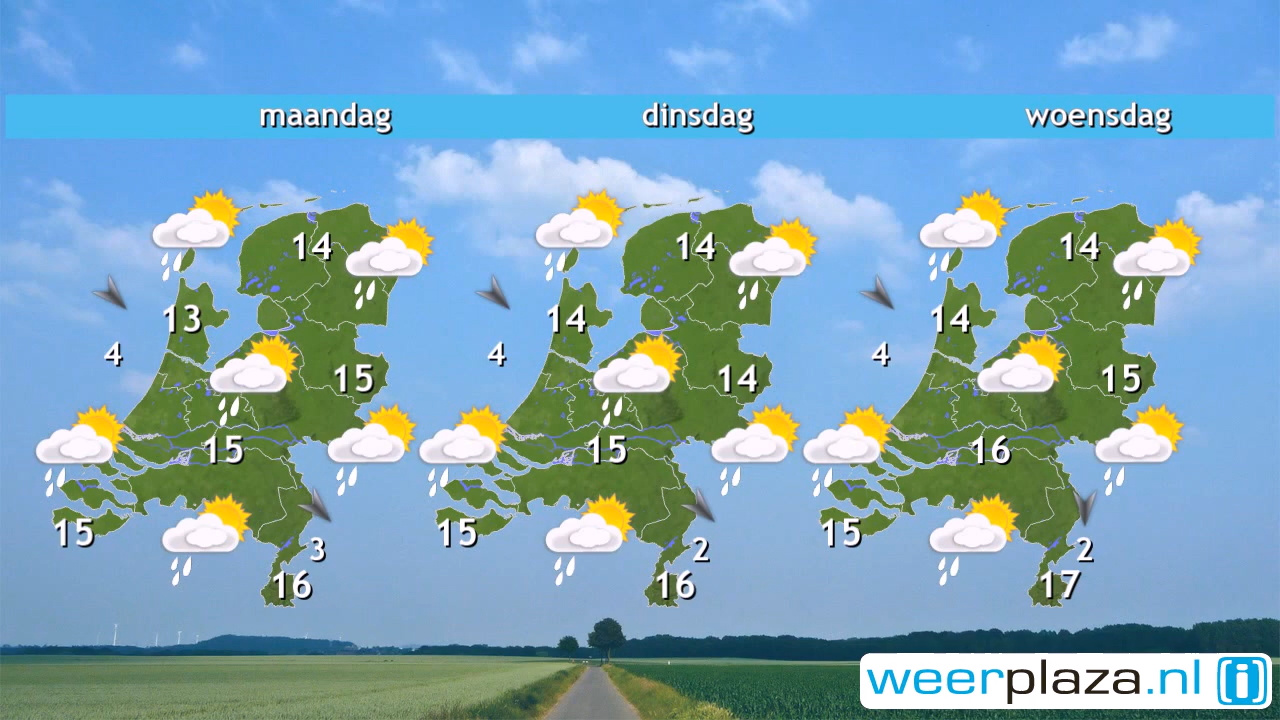 maandag dinsdag woensdag
14 14 14
13 14 14
4 4 4
15 14 15
15 15 16
15 15 15
3 2 2
16 16 17
weerplaza.nl i